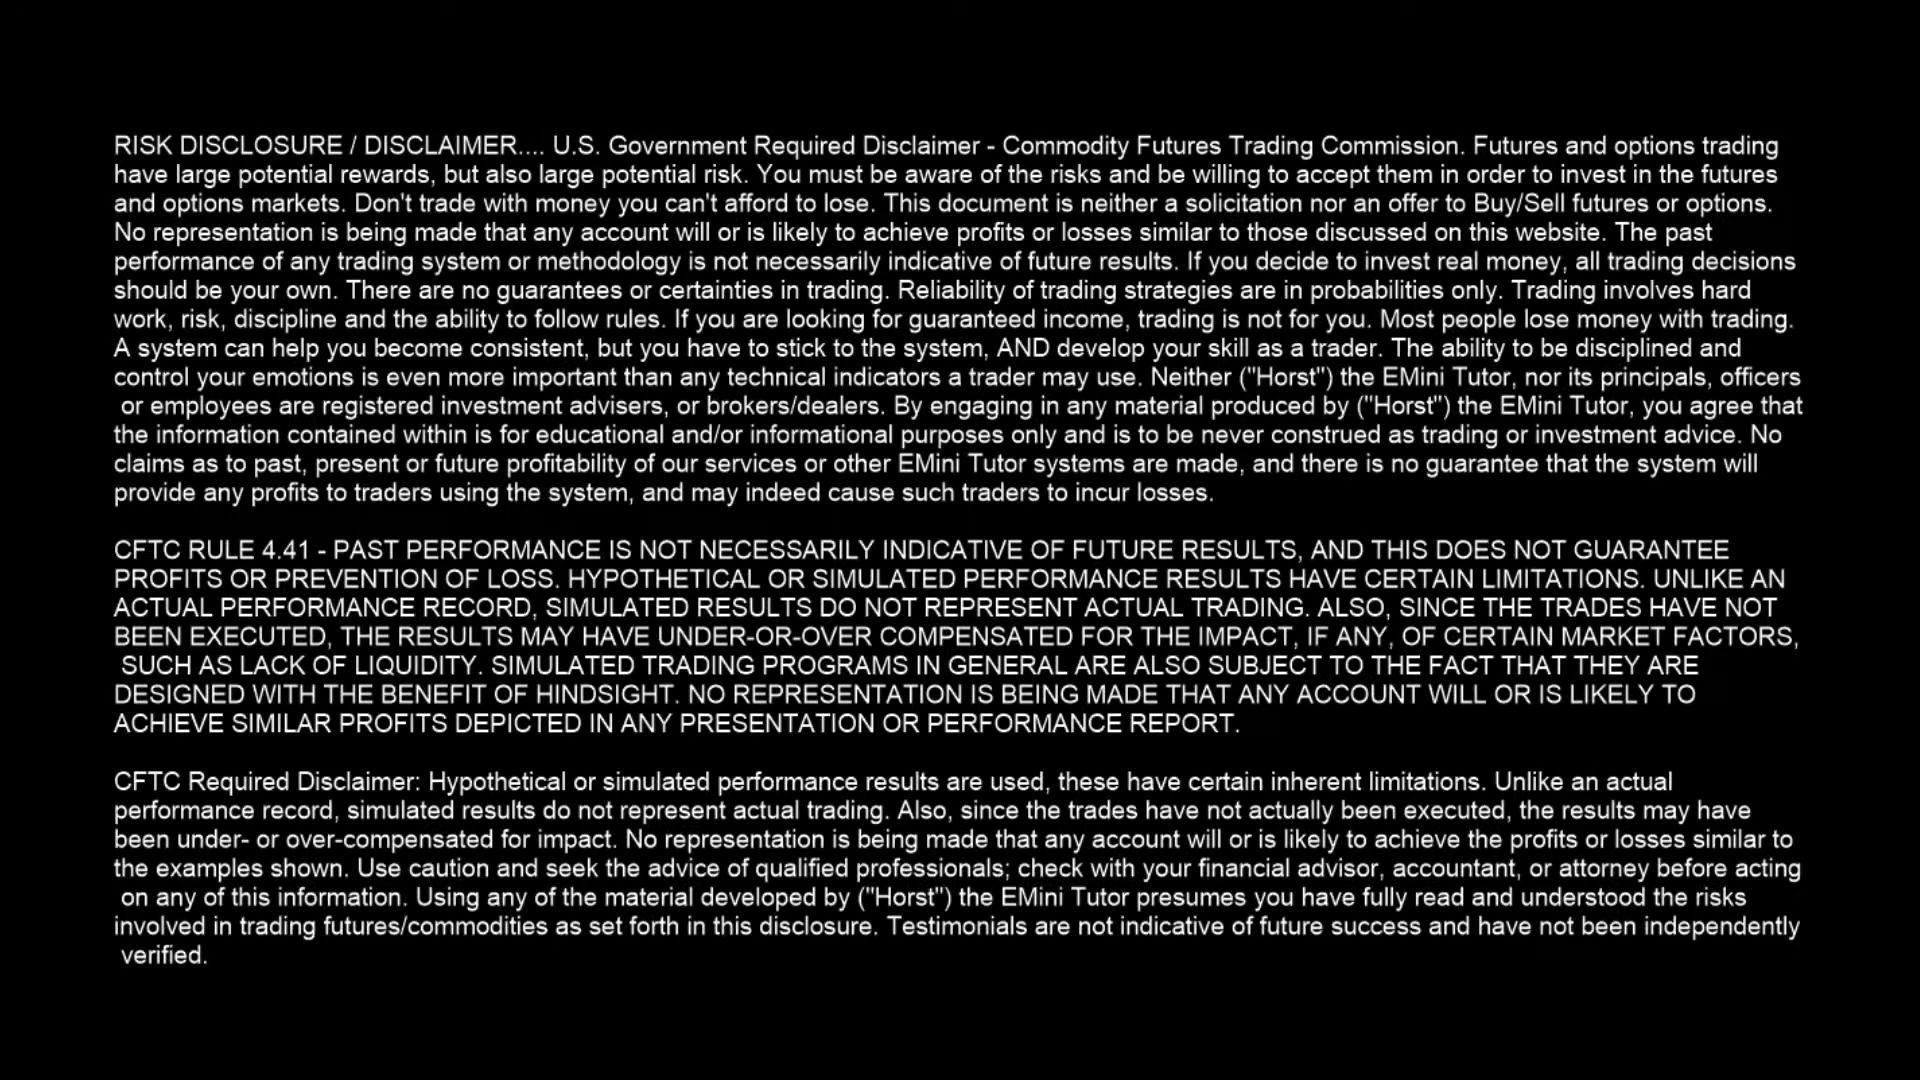 RISK DISCLOSURE / DISCLAIMER.... U.S. Government Required Disclaimer - Commodity Futures Trading Commission. Futures and options trading
have large potential rewards, but also large potential risk. You must be aware of the risks and be willing to accept them in order to invest in the futures
and options markets. Don't trade with money you can't afford to lose. This document is neither a solicitation nor an offer to Buy/Sell futures or options.
No representation is being made that any account will or is likely to achieve profits or losses similar to those discussed on this website. The past
performance of any trading system or methodology is not necessarily indicative of future results. If you decide to invest real money, all trading decisions
should be your own. There are no guarantees or certainties in trading. Reliability of trading strategies are in probabilities only. Trading involves hard
work, risk, discipline and the ability to follow rules. If you are looking for guaranteed income, trading is not for you. Most people lose money with trading.
A system can help you become consistent, but you have to stick to the system, AND develop your skill as a trader. The ability to be disciplined and
control your emotions is even more important than any technical indicators a trader may use. Neither ("Horst") the EMini Tutor, nor its principals, officers
or employees are registered investment advisers, or brokers/dealers. By engaging in any material produced by ("Horst") the EMini Tutor, you agree that
the information contained within is for educational and/or informational purposes only and is to be never construed as trading or investment advice. No
claims as to past, present or future profitability of our services or other EMini Tutor systems are made, and there is no guarantee that the system will
provide any profits to traders using the system, and may indeed cause such traders to incur losses.
CFTC RULE 4.41 - PAST PERFORMANCE IS NOT NECESSARILY INDICATIVE OF FUTURE RESULTS, AND THIS DOES NOT GUARANTEE
PROFITS OR PREVENTION OF LOSS. HYPOTHETICAL OR SIMULATED PERFORMANCE RESULTS HAVE CERTAIN LIMITATIONS. UNLIKE AN
ACTUAL PERFORMANCE RECORD, SIMULATED RESULTS DO NOT REPRESENT ACTUAL TRADING. ALSO, SINCE THE TRADES HAVE NOT
BEEN EXECUTED, THE RESULTS MAY HAVE UNDER-OR-OVER COMPENSATED FOR THE IMPACT, IF ANY, OF CERTAIN MARKET FACTORS,
SUCH AS LACK OF LIQUIDITY. SIMULATED TRADING PROGRAMS IN GENERAL ARE ALSO SUBJECT TO THE FACT THAT THEY ARE
DESIGNED WITH THE BENEFIT OF HINDSIGHT. NO REPRESENTATION IS BEING MADE THAT ANY ACCOUNT WILL OR IS LIKELY TO
ACHIEVE SIMILAR PROFITS DEPICTED IN ANY PRESENTATION OR PERFORMANCE REPORT.
CFTC Required Disclaimer: Hypothetical or simulated performance results are used, these have certain inherent limitations. Unlike an actual
performance record, simulated results do not represent actual trading. Also, since the trades have not actually been executed, the results may have
been under- or over-compensated for impact. No representation is being made that any account will or is likely to achieve the profits or losses similar to
the examples shown. Use caution and seek the advice of qualified professionals; check with your financial advisor, accountant, or attorney before acting
on any of this information. Using any of the material developed by ("Horst") the EMini Tutor presumes you have fully read and understood the risks
involved in trading futures/commodities as set forth in this disclosure. Testimonials are not indicative of future success and have not been independently
verified.